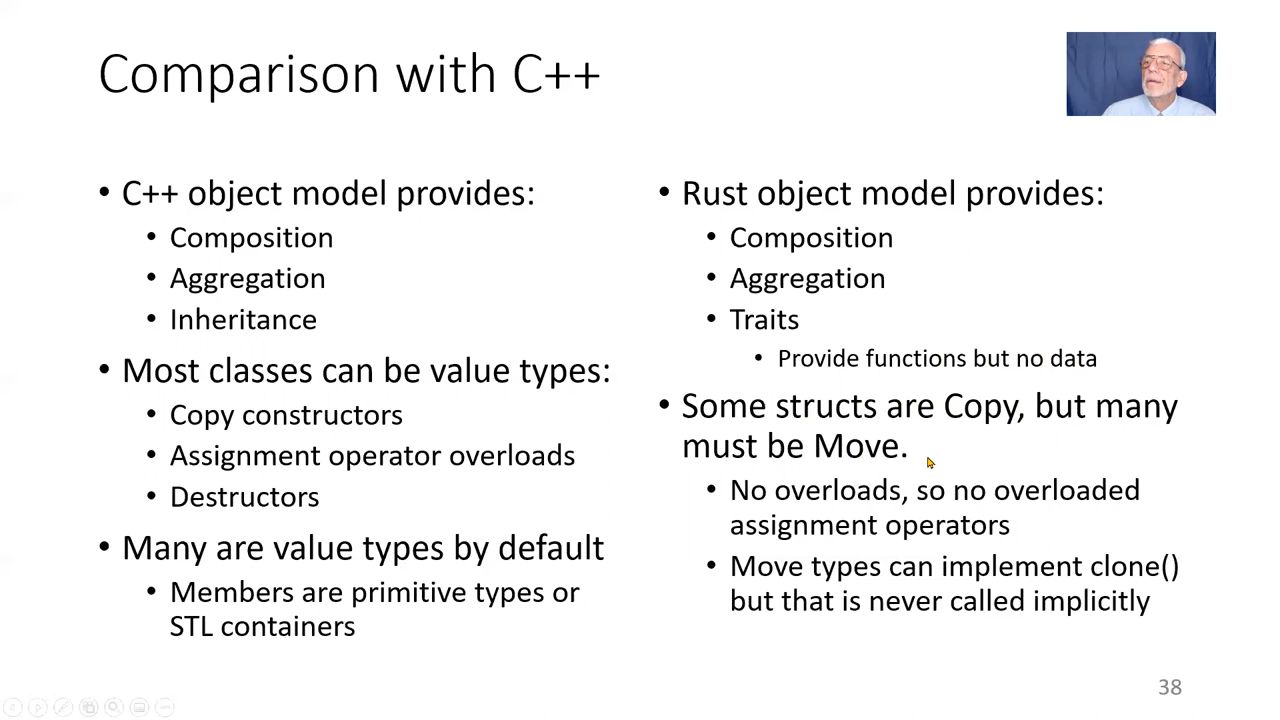 Comparison with C++
• C++ object model provides:
• Composition
• Aggregation
• Inheritance
• Most classes can be value types:
• Copy constructors
• Assignment operator overloads
• Destructors
• Many are value types by default
• Members are primitive types or
STL containers
• Rust object model provides:
• Composition
• Aggregation
• Traits
• Provide functions but no data
• Some structs are Copy, but many
must be Move.
• No overloads, so no overloaded
assignment operators
• Move types can implement clone()
but that is never called implicitly
38